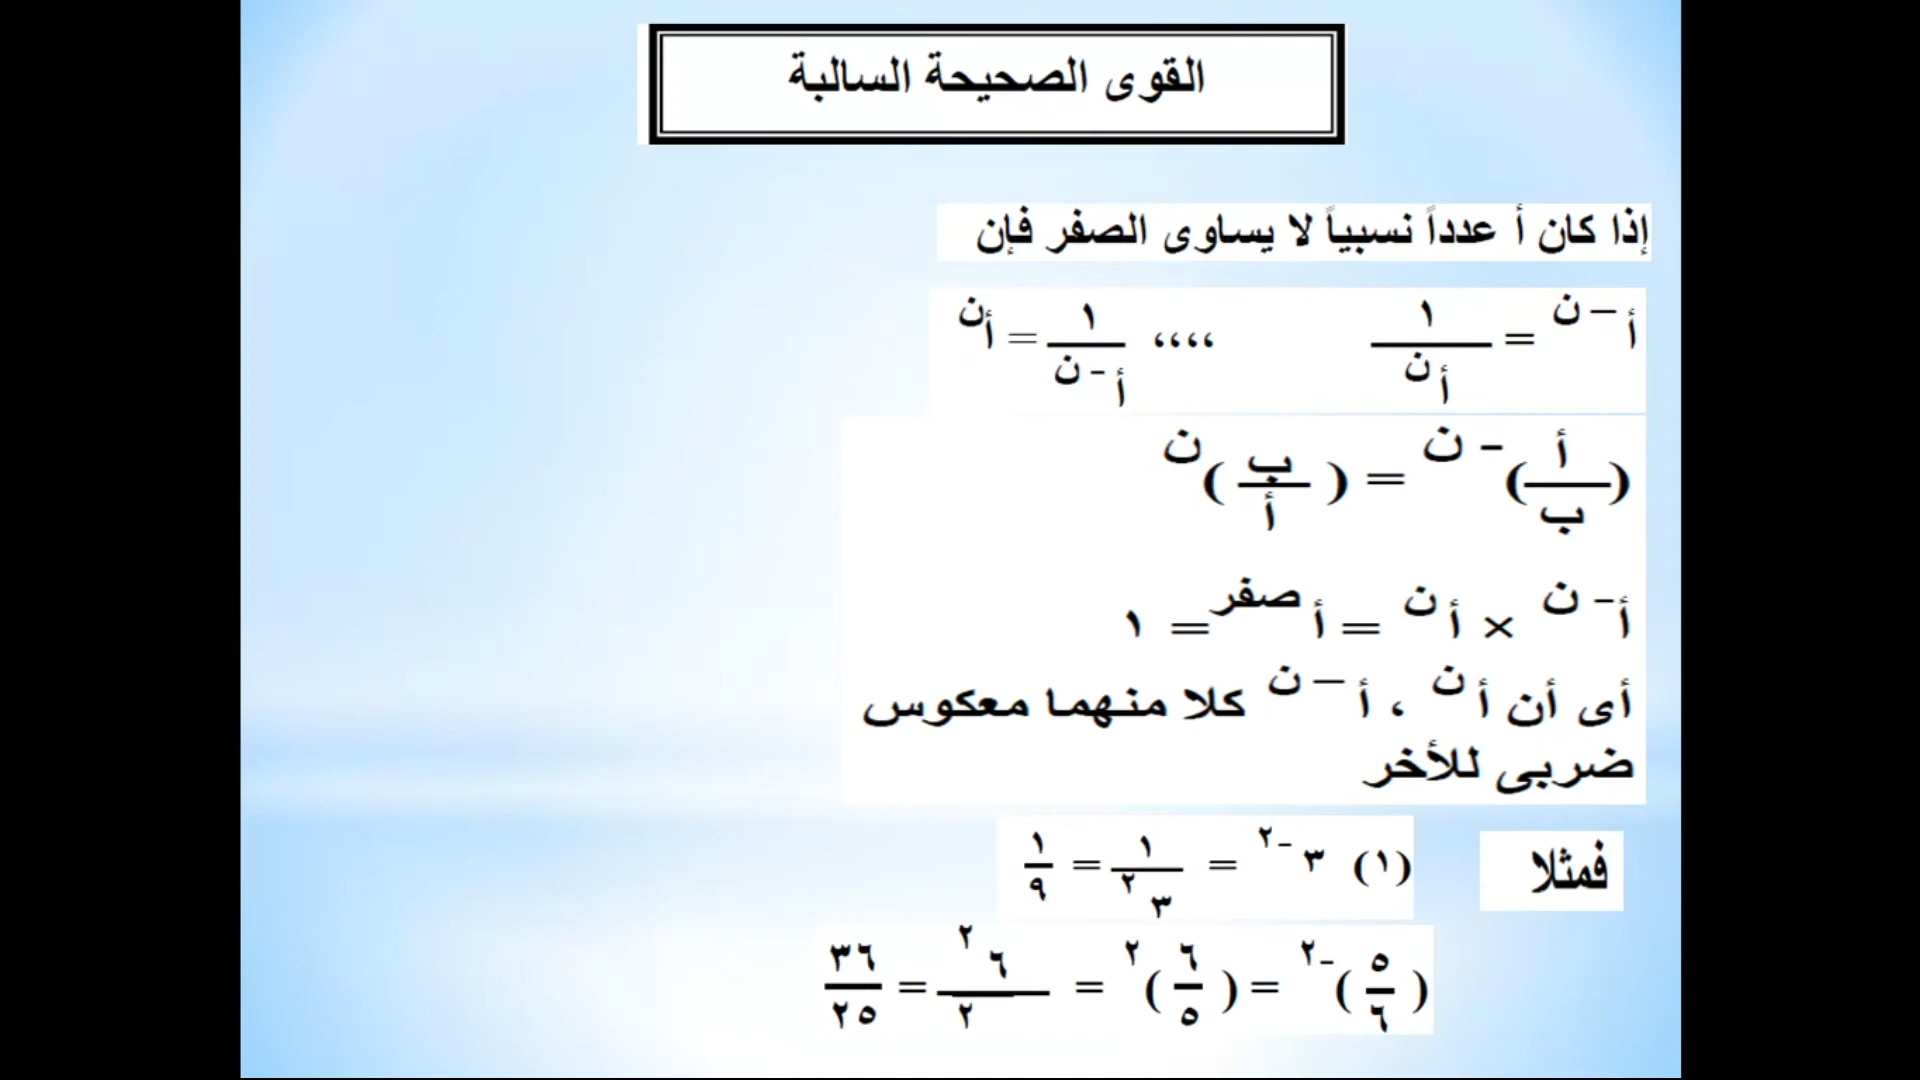 القوى الصحيحة السالبة
إذا كان أ عدداً نسبياً لا يساوى الصفر فإن
أ^(– ن) = ١/أ^ن ،،،، ١/أ^(- ن) = أ^ن
(أ/ب)^(- ن) = (ب/أ)^ن
أ^(- ن) × أ^ن = أ^صفر = ١
أى أن أ^ن ، أ^(– ن) كلا منهما معكوس
ضربى للأخر
فمثلا (١) ٣^(-٢) = ١/٣^٢ = ١/٩
(٥/٦)^(-٢) = (٦/٥)^٢ = ٦^٢/ ^٢ = ٣٦/٢٥